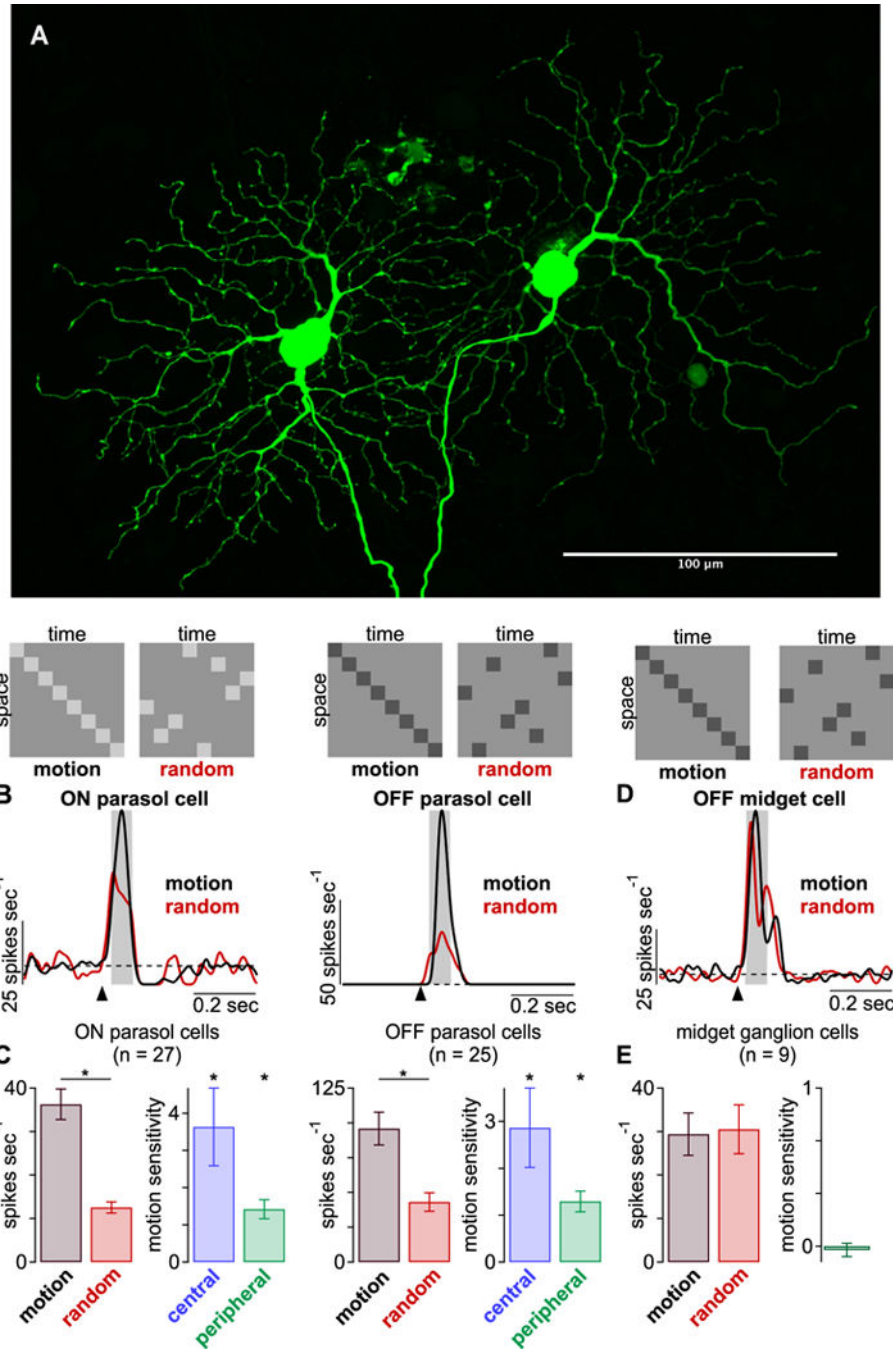 A
100 µm
time
time
time
time
time
time
space
space
space
motion
random
motion
random
motion
random
B
ON parasol cell
OFF parasol cell
D
OFF midget cell
motion
random
motion
random
motion
random
25 spikes sec-1
50 spikes sec-1
25 spikes sec-1
0.2 sec
0.2 sec
0.2 sec
C
ON parasol cells
(n = 27)
OFF parasol cells
(n = 25)
E
midget ganglion cells
(n = 9)
40
0
spikes sec-1
*
motion
random
4
0
motion sensitivity
*
*
central
peripheral
125
0
spikes sec-1
*
motion
random
3
0
motion sensitivity
*
*
central
peripheral
40
0
spikes sec-1
motion
random
1
0
motion sensitivity